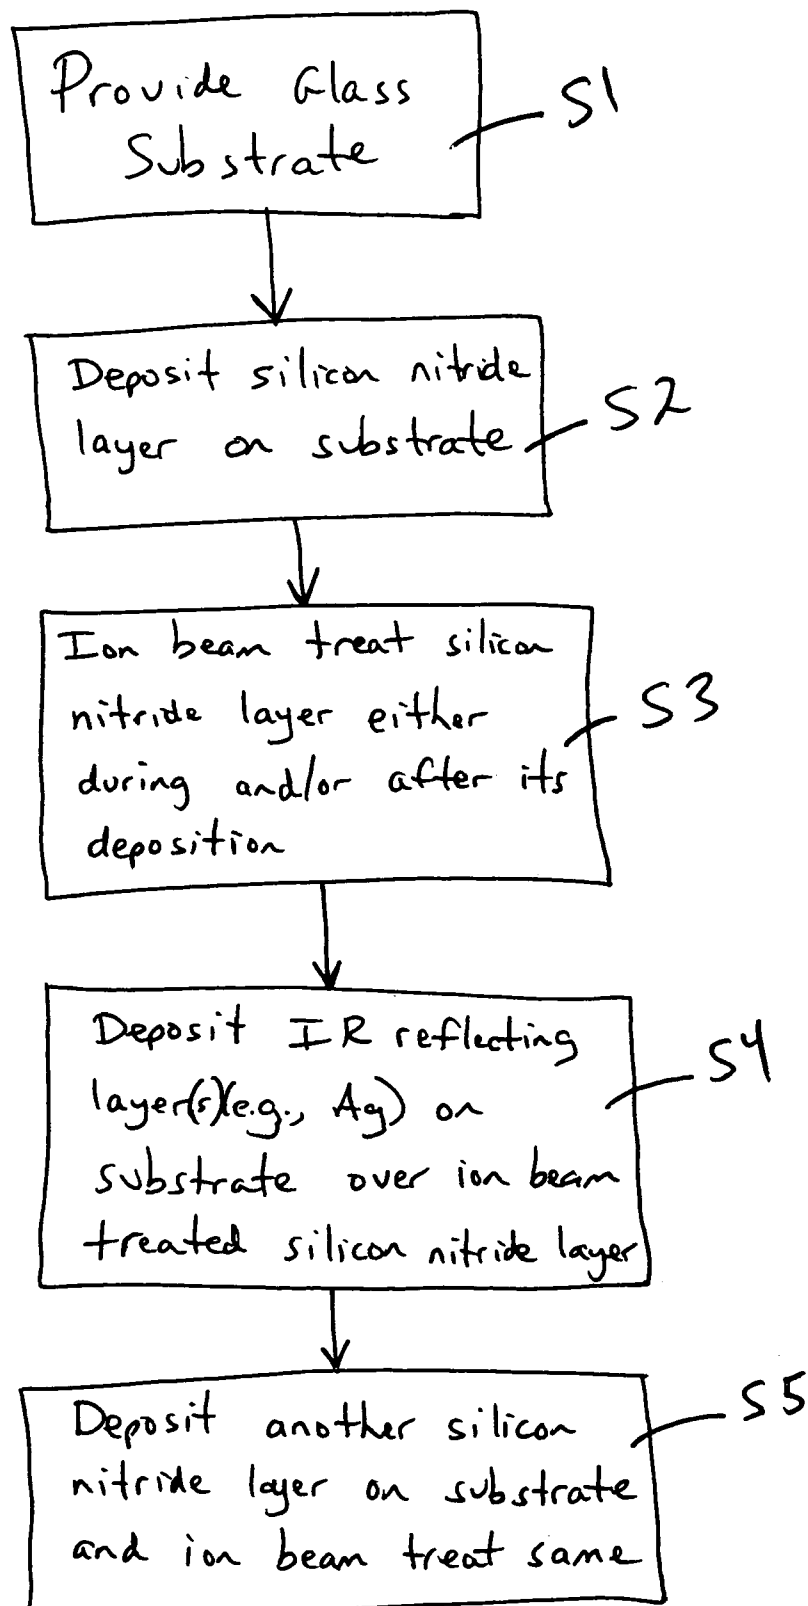 Provide Glass
Substrate
S1
Deposit silicon nitride
layer on substrate
S2
Ion beam treat silicon
nitride layer either
during and/or after its
deposition
S3
Deposit IR reflecting
layer(s)(e.g., Ag) on
substrate over ion beam
treated silicon nitride layer
S4
Deposit another silicon
nitride layer on substrate
and ion beam treat same
S5